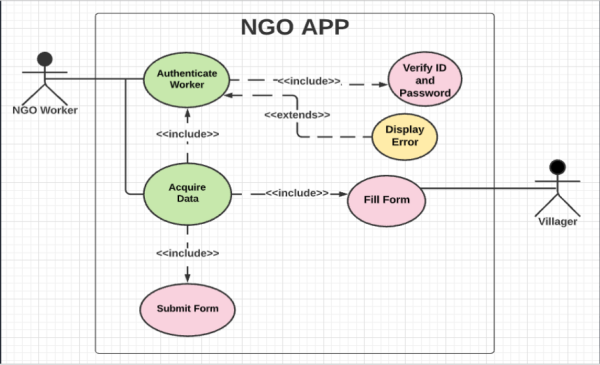 NGO APP
Authenticate
Worker
<<include>>
Verify ID
and
Password
NGO Worker
<<extends>>
Display
Error
<<include>>
Acquire
Data
<<include>>
Fill Form
Villager
<<include>>
Submit Form